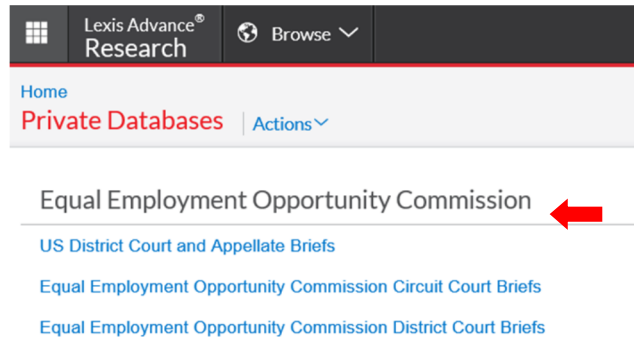 Lexis Advance®
Research
Browse
Home
Private Databases
Actions
Equal Employment Opportunity Commission
US District Court and Appellate Briefs
Equal Employment Opportunity Commission Circuit Court Briefs
Equal Employment Opportunity Commission District Court Briefs